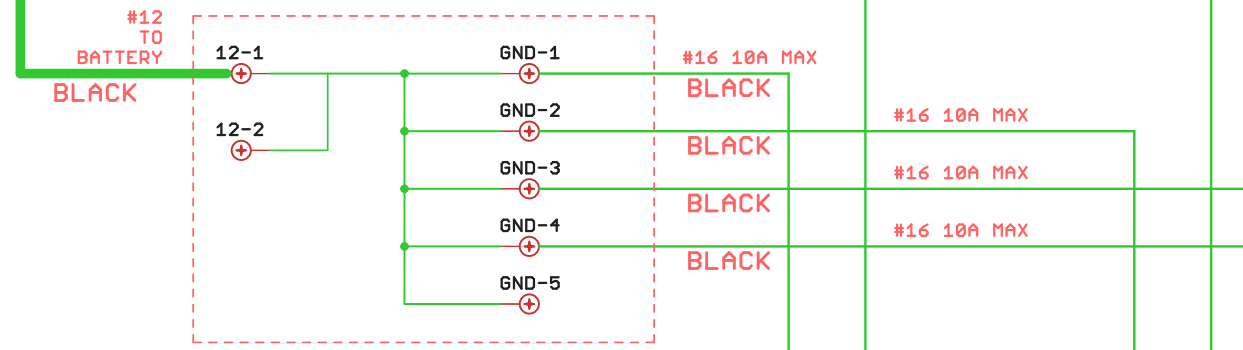 #12
TO
BATTERY
BLACK
12-1
12-2
GND-1
GND-2
GND-3
GND-4
GND-5
#16 10A MAX
BLACK
#16 10A MAX
BLACK
#16 10A MAX
BLACK
#16 10A MAX
BLACK